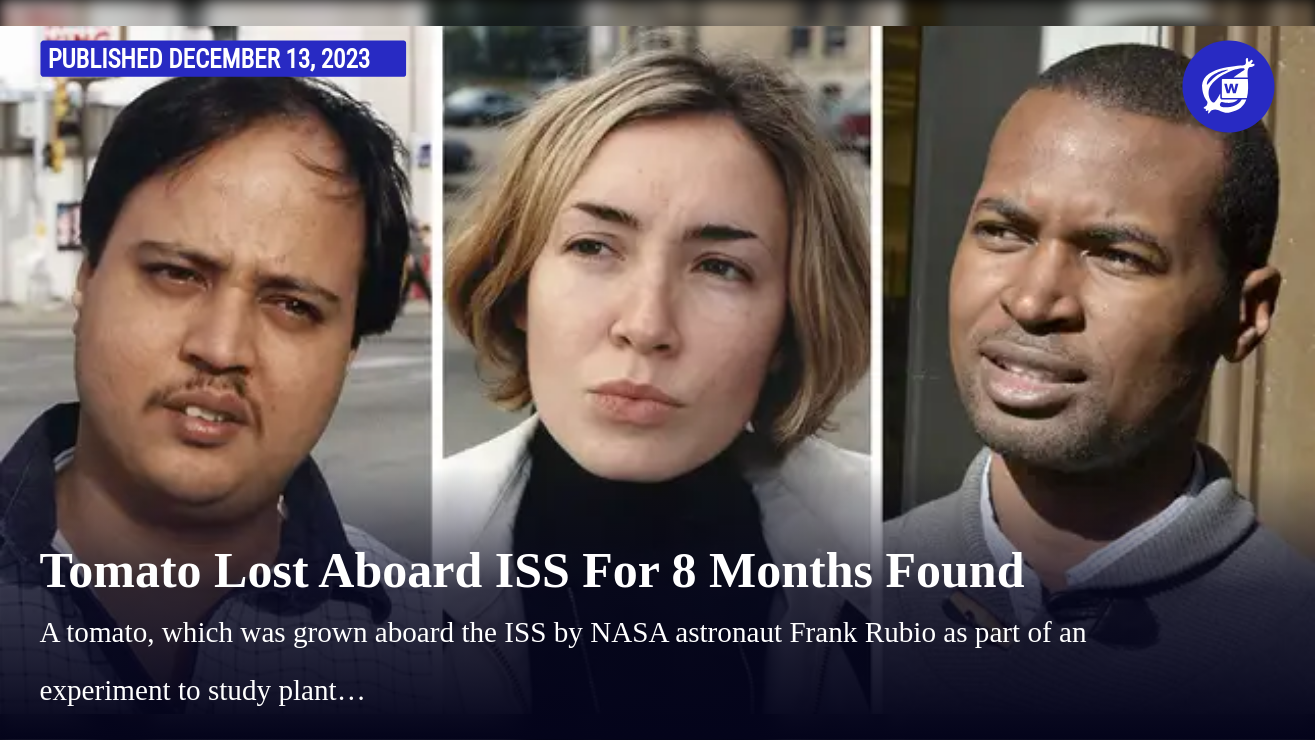 PUBLISHED DECEMBER 13, 2023
W
Tomato Lost Aboard ISS For 8 Months Found
A tomato, which was grown aboard the ISS by NASA astronaut Frank Rubio as part of an
experiment to study plant…